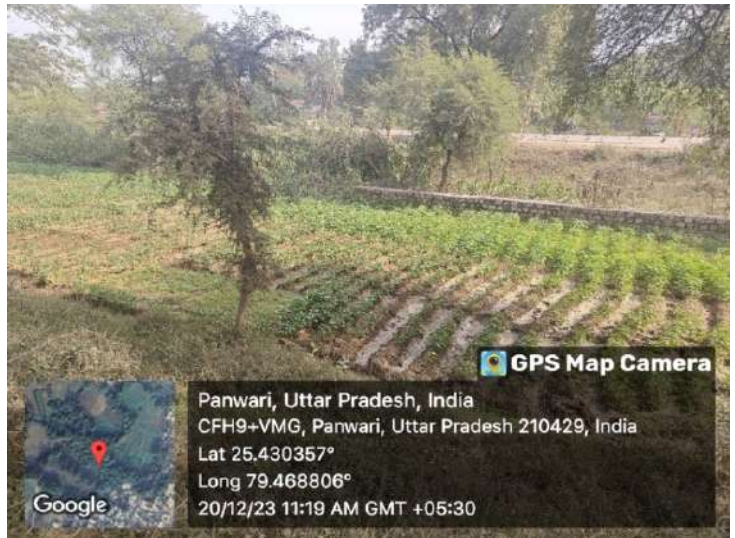 GPS Map Camera
Panwari, Uttar Pradesh, India
CFH9+VMG, Panwari, Uttar Pradesh 210429, India
Lat 25.430357°
Long 79.468806°
20/12/23 11:19 AM GMT +05:30
Google